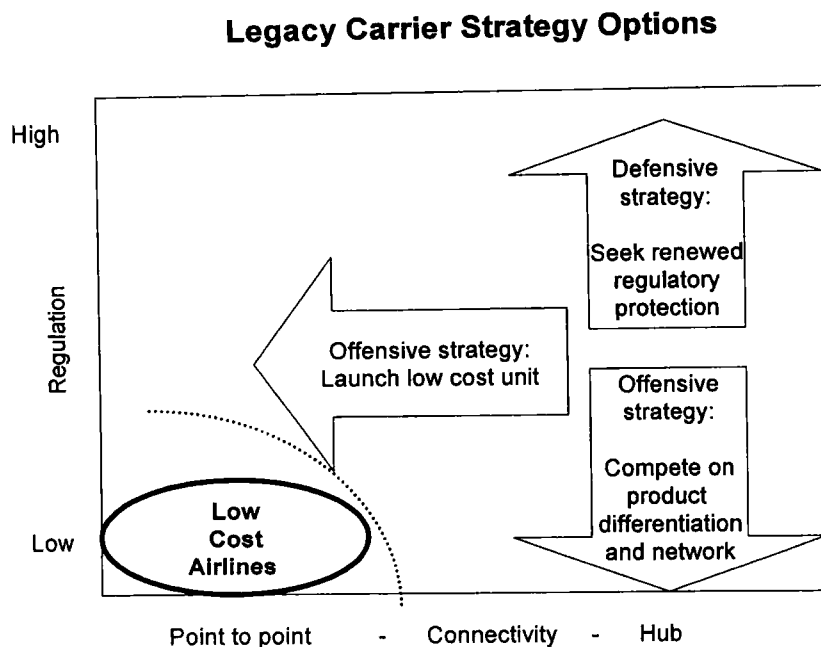 Legacy Carrier Strategy Options
High
Defensive
strategy:
Seek renewed
regulatory
protection
Regulation
Offensive strategy:
Launch low cost unit
Offensive
strategy:
Compete on
product
differentiation
and network
Low
Cost
Airlines
Low
Point to point - Connectivity - Hub